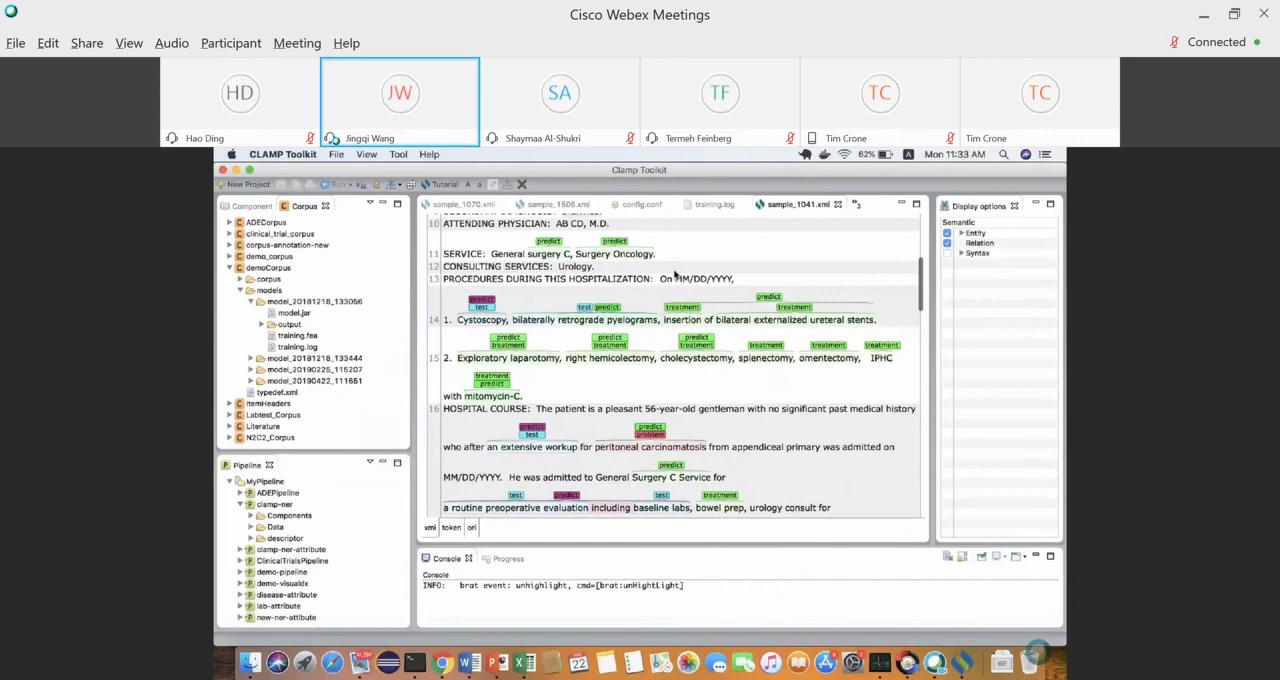 Cisco Webex Meetings
File Edit Share View Audio Participant Meeting Help
Connected
HD JW SA TF TC TC
Hao Ding Jingqi Wang Shaymaa Al-Shukri Termeh Feinberg Tim Crone Tim Crone
CLAMP Toolkit File View Tool Help
62% A Mon 11:33 AM
Clamp Toolkit
New Project Run Tutorial A a
Component Corpus
ADECorpus
clinical_trial_corpus
corpus-annotation-new
demo_corpus
demoCorpus
corpus
models
model_20181218_133056
model.jar
output
training.fea
training.log
model_20181218_133444
model_20190225_115207
model_20190422_111651
typedef.xml
ItemHeaders
Labtest_Corpus
Literature
N2C2_Corpus
Pipeline
MyPipeline
ADEPipeline
clamp-ner
Components
Data
descriptor
clamp-ner-attribute
ClinicalTrialsPipeline
demo-pipeline
demo-visualdx
disease-attribute
lab-attribute
new-ner-attibute
sample_1070.xmi sample_1506.xmi config.conf training.log sample_1041.xmi 3
10 ATTENDING PHYSICIAN: AB CD, M.D.
predict predict
11 SERVICE: General surgery C, Surgery Oncology.
12 CONSULTING SERVICES: Urology.
13 PROCEDURES DURING THIS HOSPITALIZATION: On MM/DD/YYYY,
predict
predict
test test predict treatment treatment
14 1. Cystoscopy, bilaterally retrograde pyelograms, insertion of bilateral externalized ureteral stents.
predict predict predict
treatment treatment treatment treatment treatment treatment
15 2. Exploratory laparotomy, right hemicolectomy, cholecystectomy, splenectomy, omentectomy, IPHC
treatment
predict
with mitomycin-C.
16 HOSPITAL COURSE: The patient is a pleasant 56-year-old gentleman with no significant past medical history
predict predict
test problem
who after an extensive workup for peritoneal carcinomatosis from appendiceal primary was admitted on
predict
MM/DD/YYYY. He was admitted to General Surgery C Service for
test predict test treatment
a routine preoperative evaluation including baseline labs, bowel prep, urology consult for
xmi token ori
Display options
Semantic
Entity
Relation
Syntax
Console Progress
Console
INFO: brat event: unhighlight, cmd=[brat:unHightLight]